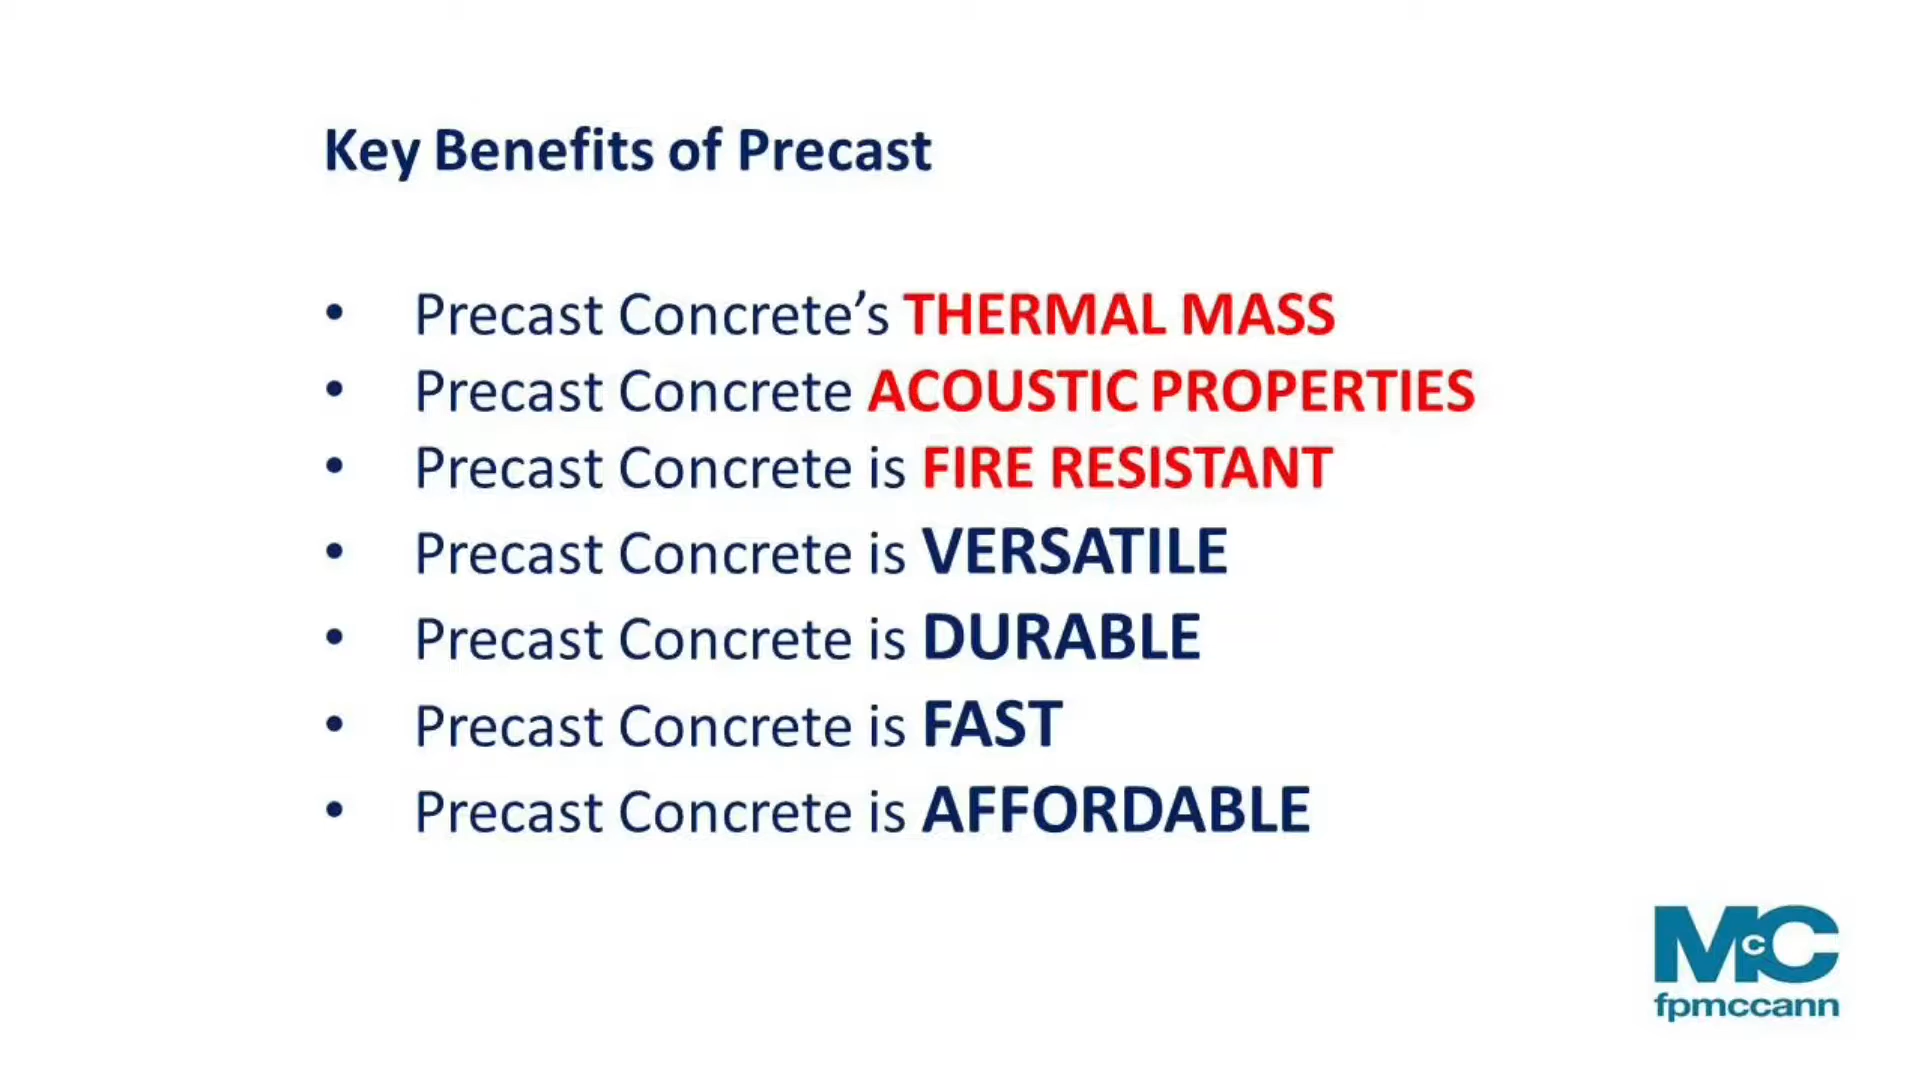 Key Benefits of Precast
• Precast Concrete’s THERMAL MASS
• Precast Concrete ACOUSTIC PROPERTIES
• Precast Concrete is FIRE RESISTANT
• Precast Concrete is VERSATILE
• Precast Concrete is DURABLE
• Precast Concrete is FAST
• Precast Concrete is AFFORDABLE
McC
fpmccann